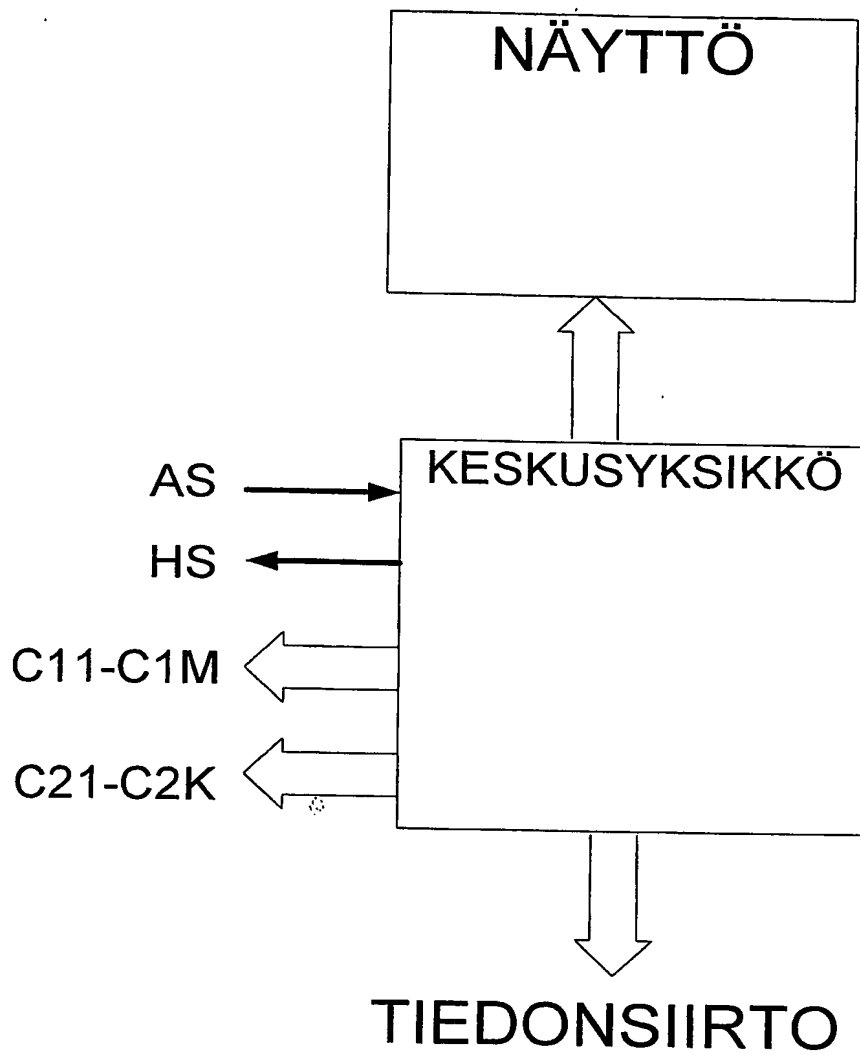 NÄYTTÖ
KESKUSYKSIKKÖ
AS
HS
C11-C1M
C21-C2K
TIEDONSIIRTO